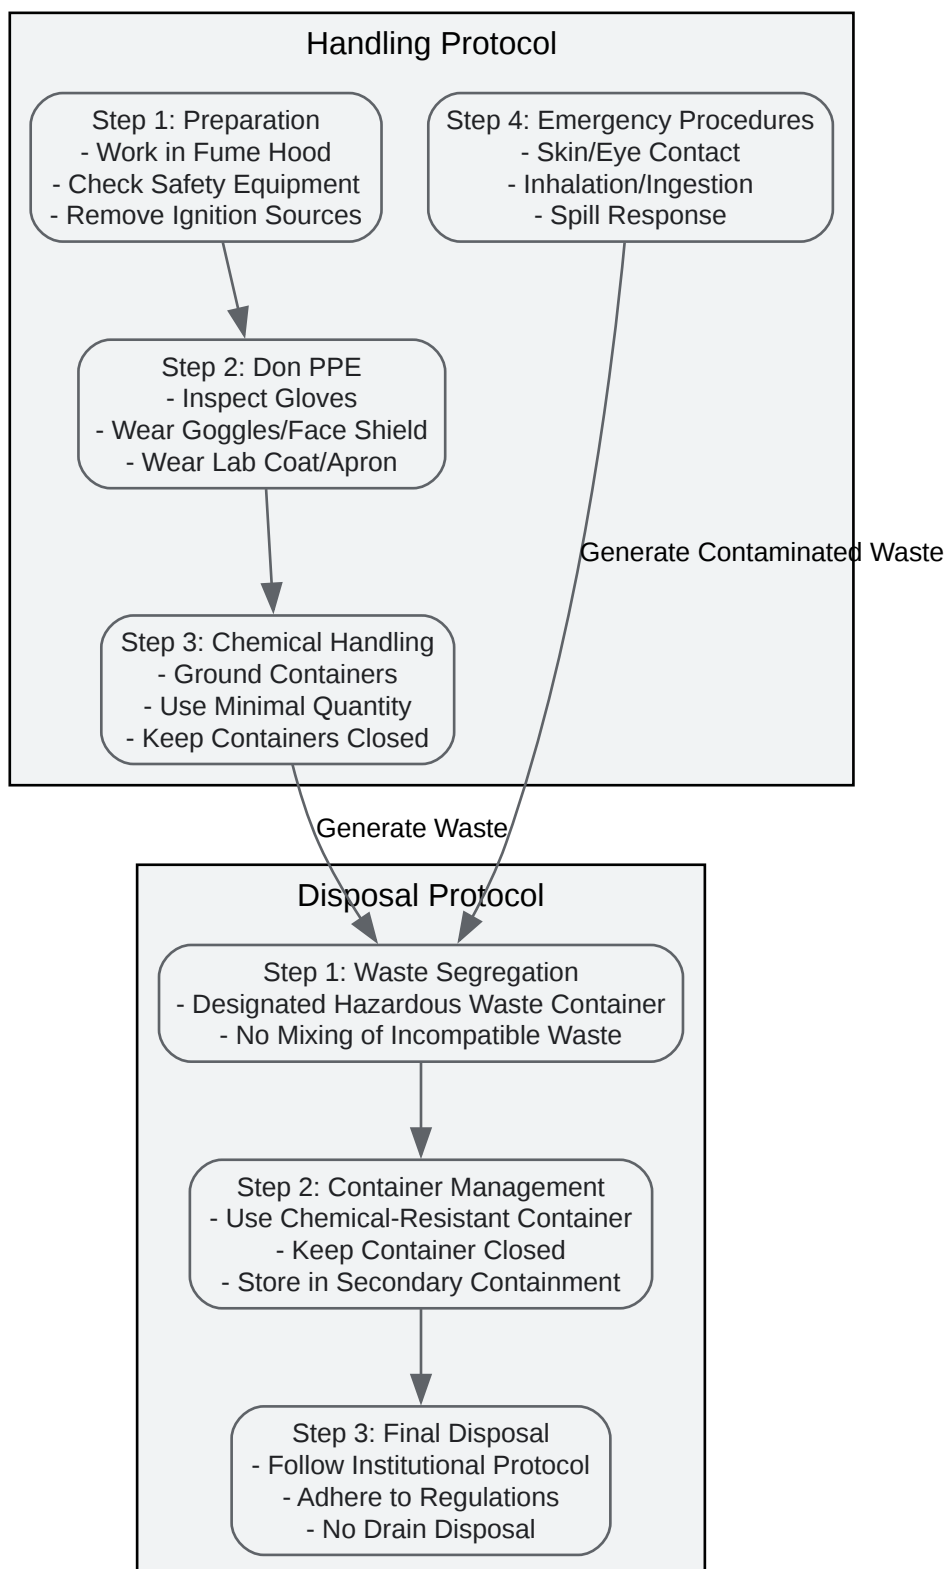 Handling Protocol
Step 1: Preparation
- Work in Fume Hood
- Check Safety Equipment
- Remove Ignition Sources
Step 4: Emergency Procedures
- Skin/Eye Contact
- Inhalation/Ingestion
- Spill Response
Step 2: Don PPE
- Inspect Gloves
- Wear Goggles/Face Shield
- Wear Lab Coat/Apron
Generate Contaminated Waste
Step 3: Chemical Handling
- Ground Containers
- Use Minimal Quantity
- Keep Containers Closed
Generate Waste
Disposal Protocol
Step 1: Waste Segregation
- Designated Hazardous Waste Container
- No Mixing of Incompatible Waste
Step 2: Container Management
- Use Chemical-Resistant Container
- Keep Container Closed
- Store in Secondary Containment
Step 3: Final Disposal
- Follow Institutional Protocol
- Adhere to Regulations
- No Drain Disposal